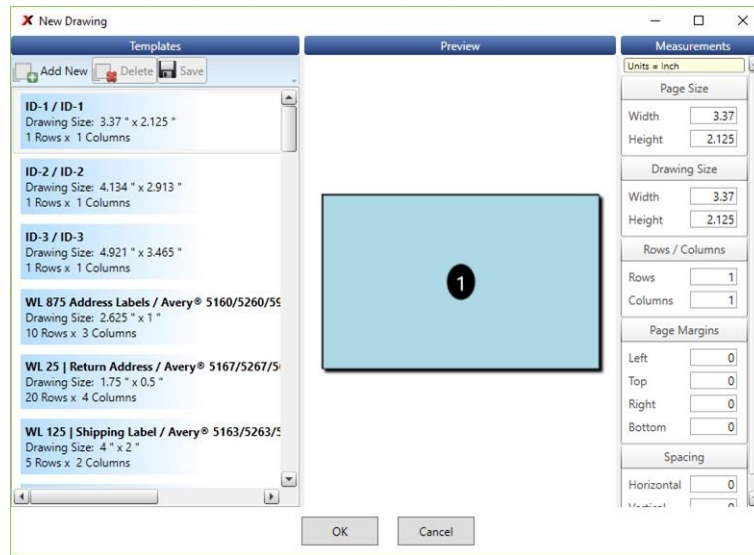 New Drawing
Templates
Add New Delete Save
ID-1 / ID-1
Drawing Size: 3.37 " x 2.125 "
1 Rows x 1 Columns
ID-2 / ID-2
Drawing Size: 4.134 " x 2.913 "
1 Rows x 1 Columns
ID-3 / ID-3
Drawing Size: 4.921 " x 3.465 "
1 Rows x 1 Columns
WL 875 Address Labels / Avery® 5160/5260/59
Drawing Size: 2.625 " x 1 "
10 Rows x 3 Columns
WL 25 | Return Address / Avery® 5167/5267/5
Drawing Size: 1.75 " x 0.5 "
20 Rows x 4 Columns
WL 125 | Shipping Label / Avery® 5163/5263/5
Drawing Size: 4 " x 2 "
5 Rows x 2 Columns
Preview
1
Measurements
Units = Inch
Page Size
Width 3.37
Height 2.125
Drawing Size
Width 3.37
Height 2.125
Rows / Columns
Rows 1
Columns 1
Page Margins
Left 0
Top 0
Right 0
Bottom 0
Spacing
Horizontal 0
Vertical 0
OK Cancel